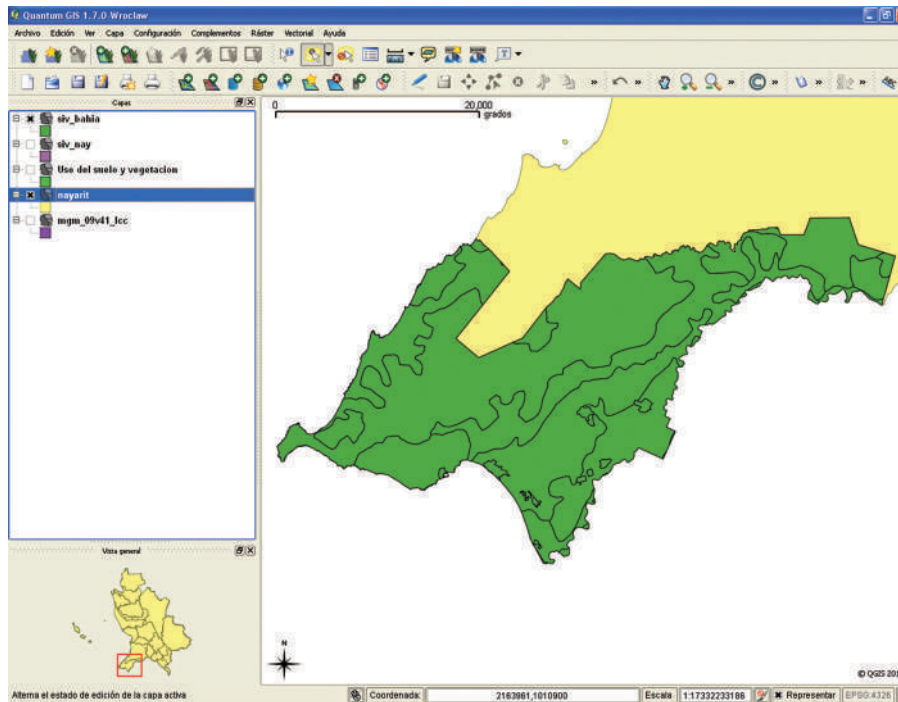 Quantum GIS 1.7.0-Wroclaw
Archivo Edición Ver Capa Configuración Complementos Ráster Vectorial Ayuda
Capas
siv_bahia
siv_nay
Uso del suelo y vegetacion
nayarit
mgm_09v41_lcc
0 20,000
grados
Vista general
N
© QGIS 201
Alterna el estado de edición de la capa activa
Coordenada: 2163961,1010900 Escala 1:17332233186 Representar EPSG:4326